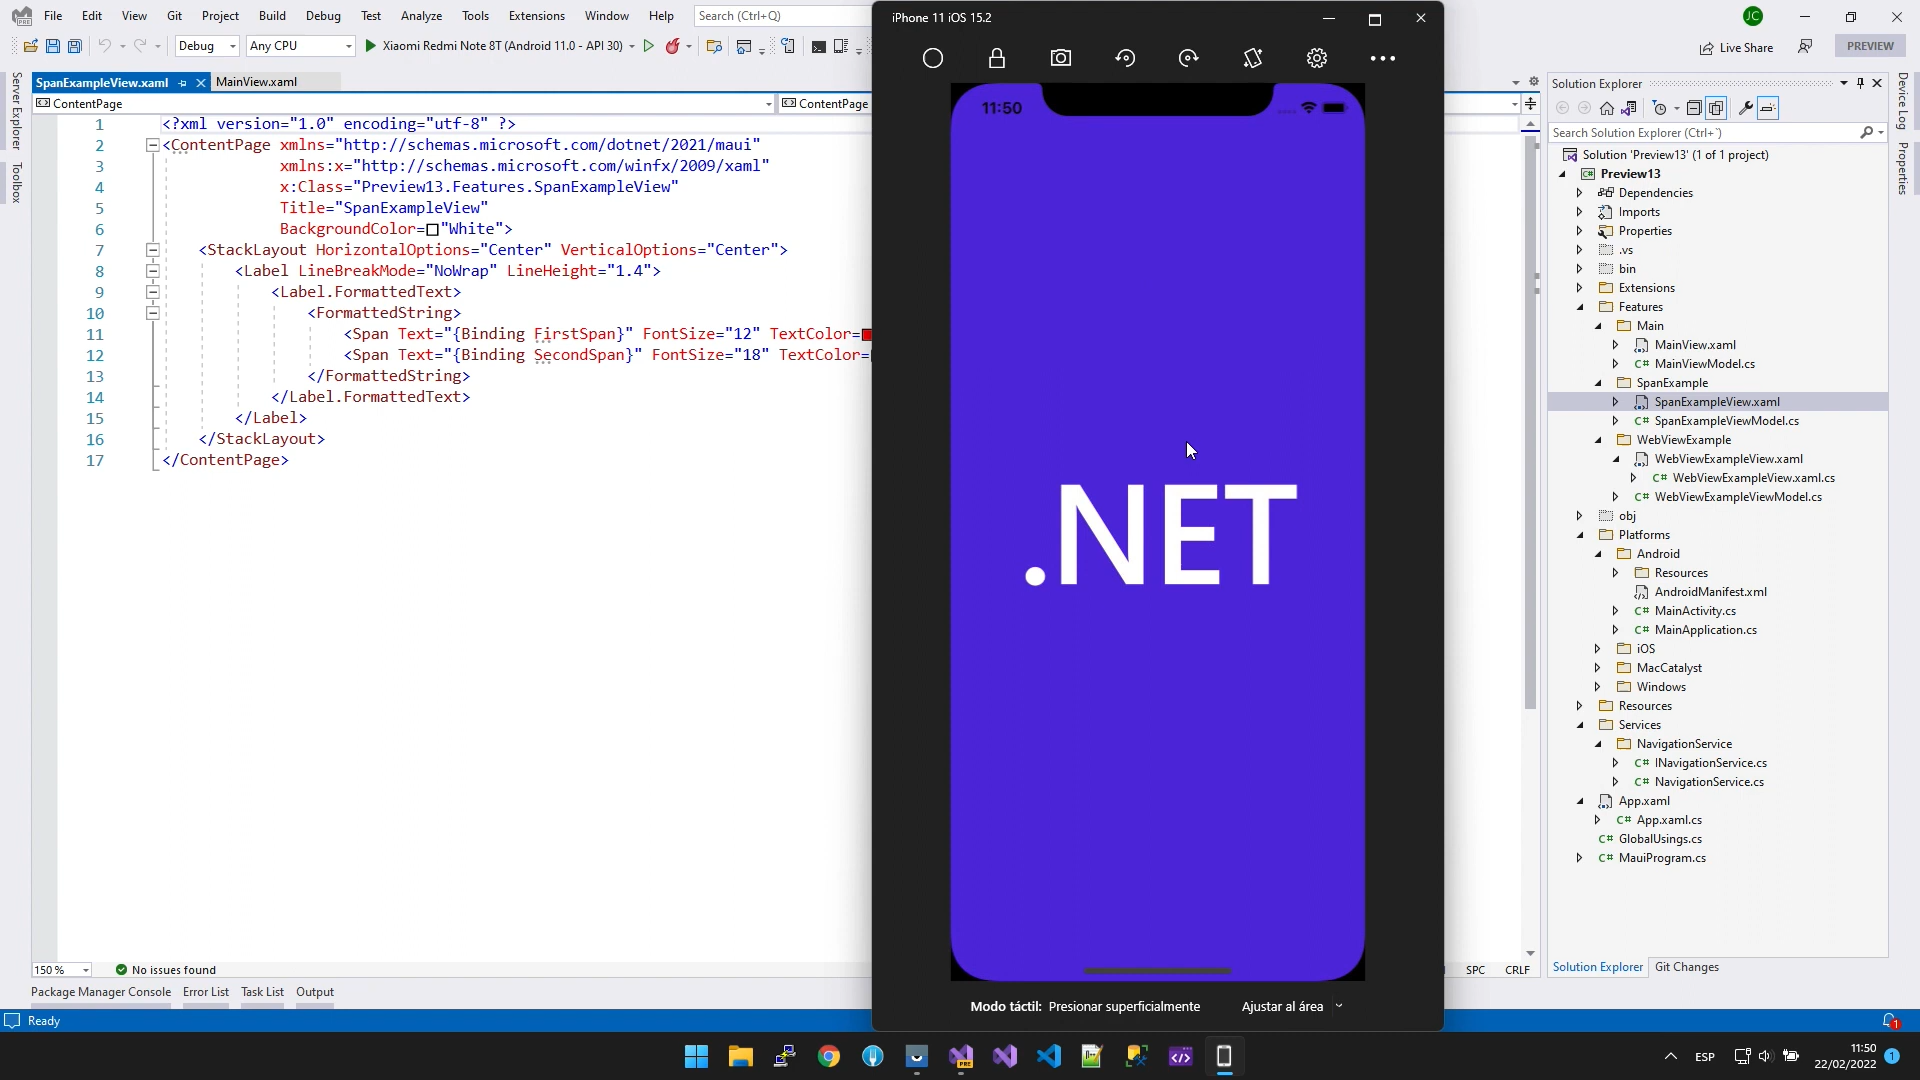 File Edit View Git Project Build Debug Test Analyze Tools Extensions Window Help Search (Ctrl+Q)
Debug Any CPU Xiaomi Redmi Note 8T (Android 11.0 - API 30)
Live Share PREVIEW
JC
SpanExampleView.xaml MainView.xaml
ContentPage ContentPage
Server Explorer
Toolbox
1 <?xml version="1.0" encoding="utf-8" ?>
2 <ContentPage xmlns="http://schemas.microsoft.com/dotnet/2021/maui"
3 xmlns:x="http://schemas.microsoft.com/winfx/2009/xaml"
4 x:Class="Preview13.Features.SpanExampleView"
5 Title="SpanExampleView"
6 BackgroundColor="White">
7 <StackLayout HorizontalOptions="Center" VerticalOptions="Center">
8 <Label LineBreakMode="NoWrap" LineHeight="1.4">
9 <Label.FormattedText>
10 <FormattedString>
11 <Span Text="{Binding FirstSpan}" FontSize="12" TextColor=
12 <Span Text="{Binding SecondSpan}" FontSize="18" TextColor=
13 </FormattedString>
14 </Label.FormattedText>
15 </Label>
16 </StackLayout>
17 </ContentPage>
150 % No issues found
SPC CRLF
Package Manager Console Error List Task List Output
Ready
iPhone 11 iOS 15.2
11:50
.NET
Modo táctil: Presionar superficialmente Ajustar al área
Solution Explorer
Search Solution Explorer (Ctrl+`)
Solution 'Preview13' (1 of 1 project)
Preview13
Dependencies
Imports
Properties
.vs
bin
Extensions
Features
Main
MainView.xaml
C# MainViewModel.cs
SpanExample
SpanExampleView.xaml
C# SpanExampleViewModel.cs
WebViewExample
WebViewExampleView.xaml
C# WebViewExampleView.xaml.cs
C# WebViewExampleViewModel.cs
obj
Platforms
Android
Resources
AndroidManifest.xml
C# MainActivity.cs
C# MainApplication.cs
iOS
MacCatalyst
Windows
Resources
Services
NavigationService
C# INavigationService.cs
C# NavigationService.cs
App.xaml
C# App.xaml.cs
C# GlobalUsings.cs
C# MauiProgram.cs
Solution Explorer Git Changes
Device Log
Properties
1
PRE
ESP
11:50
22/02/2022
1